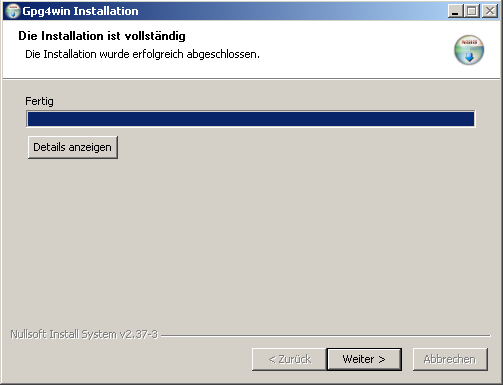 Gpg4win Installation
Die Installation ist vollständig
Die Installation wurde erfolgreich abgeschlossen.
Fertig
Details anzeigen
Nullsoft Install System v2.37-3
< Zurück
Weiter >
Abbrechen